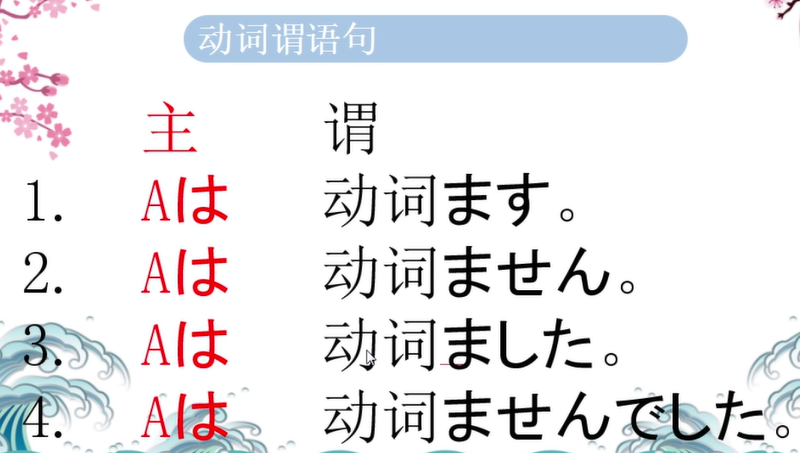 动词谓语句
主 谓
1. Aは 动词ます。
2. Aは 动词ません。
3. Aは 动词ました。
4. Aは 动词ませんでした。